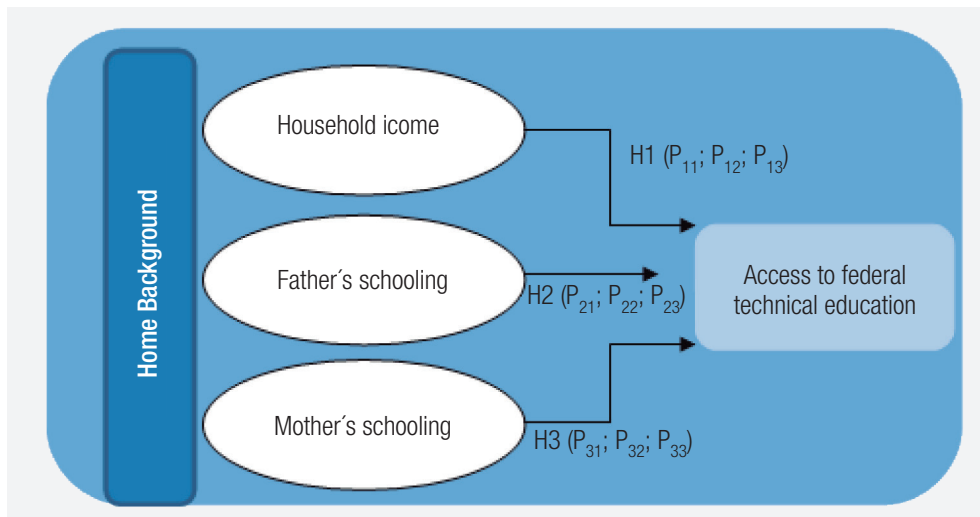 Home Background
Household icome
H1 (P₁₁; P₁₂; P₁₃)
Father´s schooling
H2 (P₂₁; P₂₂; P₂₃)
Mother´s schooling
H3 (P₃₁; P₃₂; P₃₃)
Access to federal
technical education